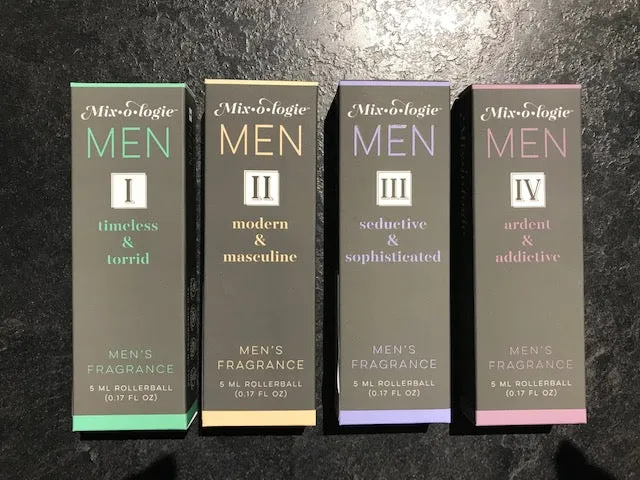 Mix•o•logie
MEN
I
timeless
&
torrid
MEN'S
FRAGRANCE
5 ML ROLLERBALL
(0.17 FL OZ)
Mix•o•logie
MEN
II
modern
&
masculine
MEN'S
FRAGRANCE
5 ML ROLLERBALL
(0.17 FL OZ)
Mix•o•logie
MEN
III
seductive
&
sophisticated
MEN'S
FRAGRANCE
5 ML ROLLERBALL
(0.17 FL OZ)
Mix•o•logie
MEN
IV
ardent
&
addictive
MEN'S
FRAGRANCE
5 ML ROLLERBALL
(0.17 FL OZ)